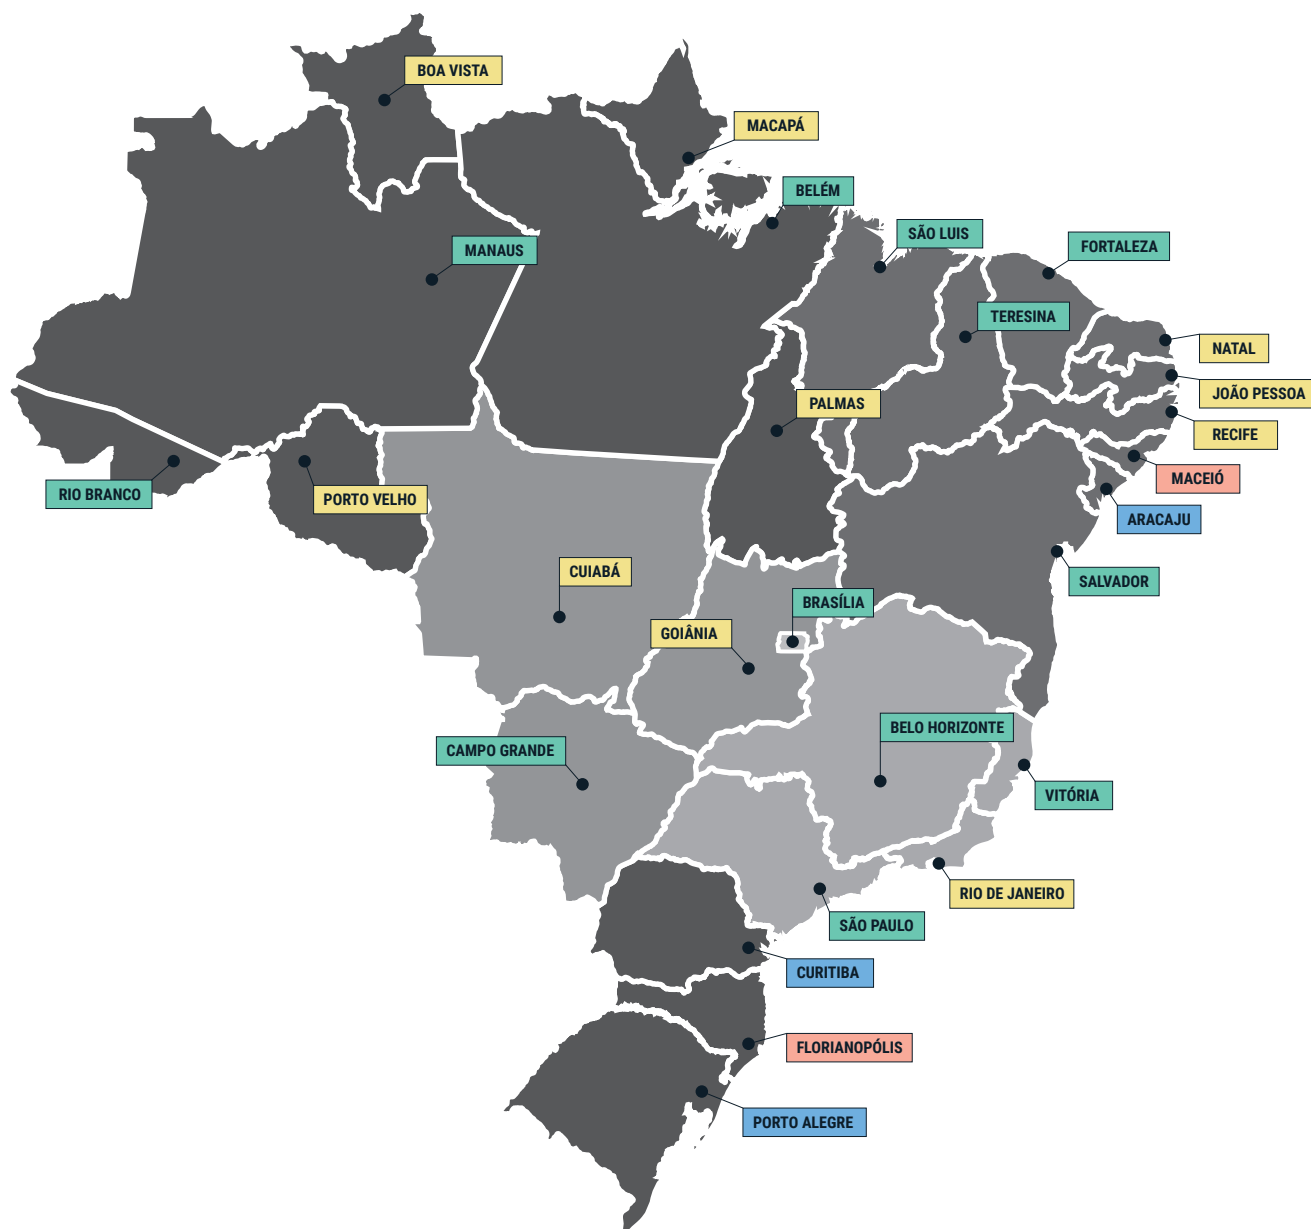 BOA VISTA
MACAPÁ
BELÉM
SÃO LUIS
FORTALEZA
MANAUS
TERESINA
NATAL
JOÃO PESSOA
PALMAS
RECIFE
MACEIÓ
RIO BRANCO
PORTO VELHO
ARACAJU
CUIABÁ
SALVADOR
BRASÍLIA
GOIÂNIA
BELO HORIZONTE
CAMPO GRANDE
VITÓRIA
RIO DE JANEIRO
SÃO PAULO
CURITIBA
FLORIANOPÓLIS
PORTO ALEGRE